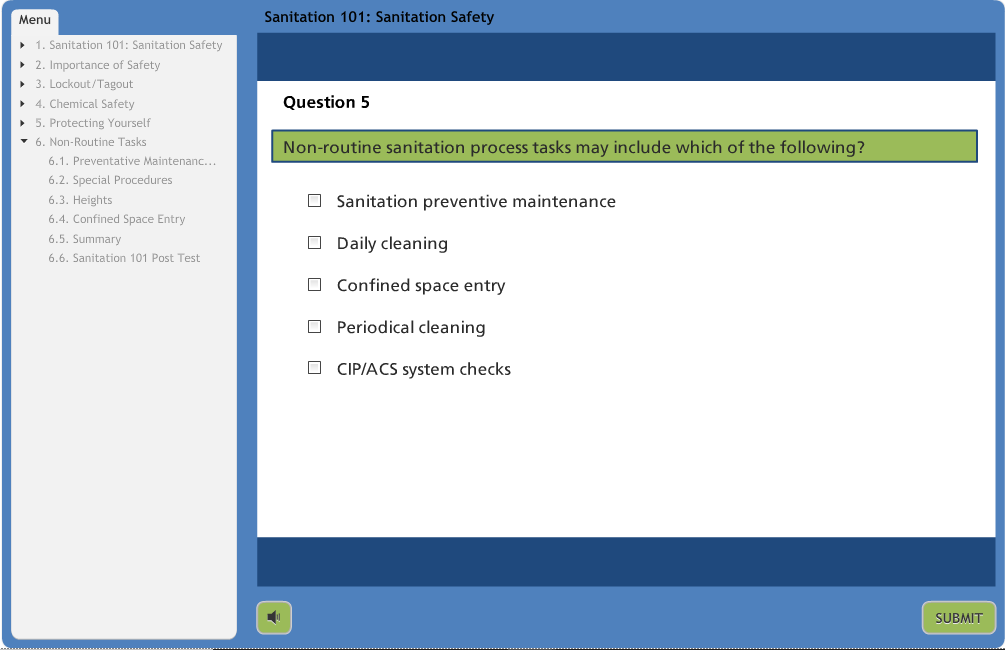 Menu
Sanitation 101: Sanitation Safety
1. Sanitation 101: Sanitation Safety
2. Importance of Safety
3. Lockout/Tagout
4. Chemical Safety
5. Protecting Yourself
6. Non-Routine Tasks
6.1. Preventative Maintenanc...
6.2. Special Procedures
6.3. Heights
6.4. Confined Space Entry
6.5. Summary
6.6. Sanitation 101 Post Test
Question 5
Non-routine sanitation process tasks may include which of the following?
Sanitation preventive maintenance
Daily cleaning
Confined space entry
Periodical cleaning
CIP/ACS system checks
SUBMIT